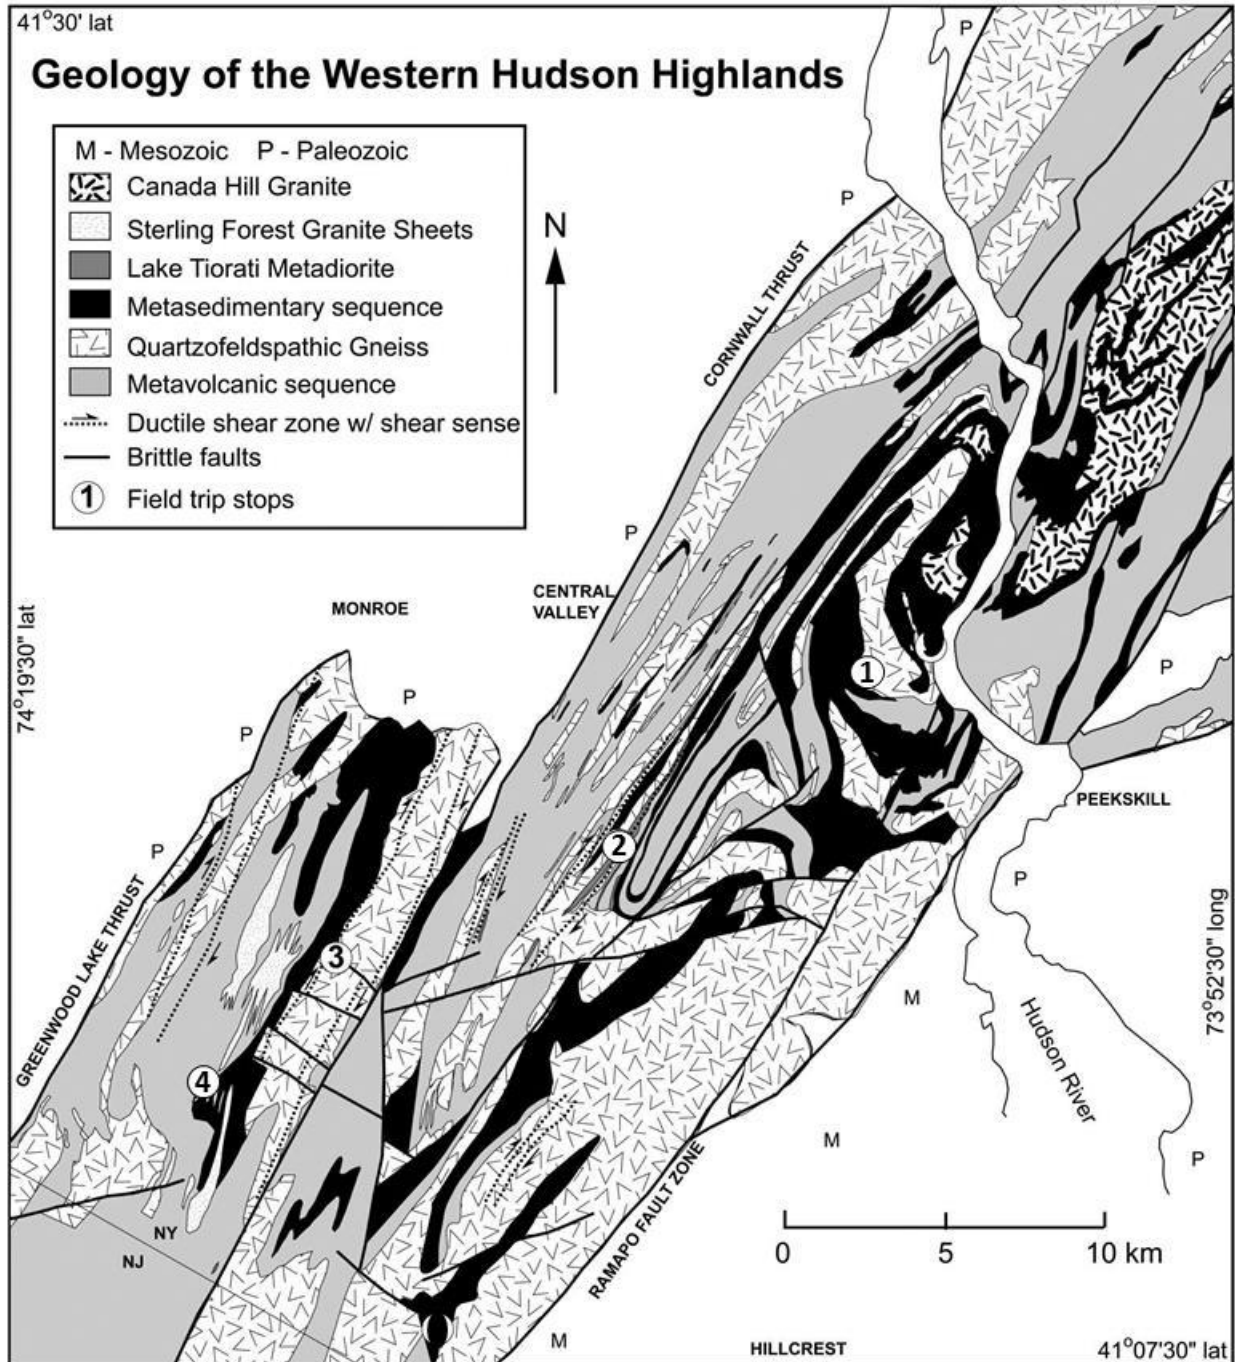 41°30' lat
Geology of the Western Hudson Highlands
M - Mesozoic P - Paleozoic
Canada Hill Granite
Sterling Forest Granite Sheets
Lake Tiorati Metadiorite
Metasedimentary sequence
Quartzofeldspathic Gneiss
Metavolcanic sequence
Ductile shear zone w/ shear sense
Brittle faults
1 Field trip stops
N
P
P
CORNWALL THRUST
P
CENTRAL
VALLEY
MONROE
74°19'30" lat
P
P
P
P
1
2
3
4
GREENWOOD LAKE THRUST
PEEKSKILL
P
73°52'30" long
M
Hudson River
M
P
RAMAPO FAULT ZONE
NY
NJ
0 5 10 km
M
HILLCREST
41°07'30" lat